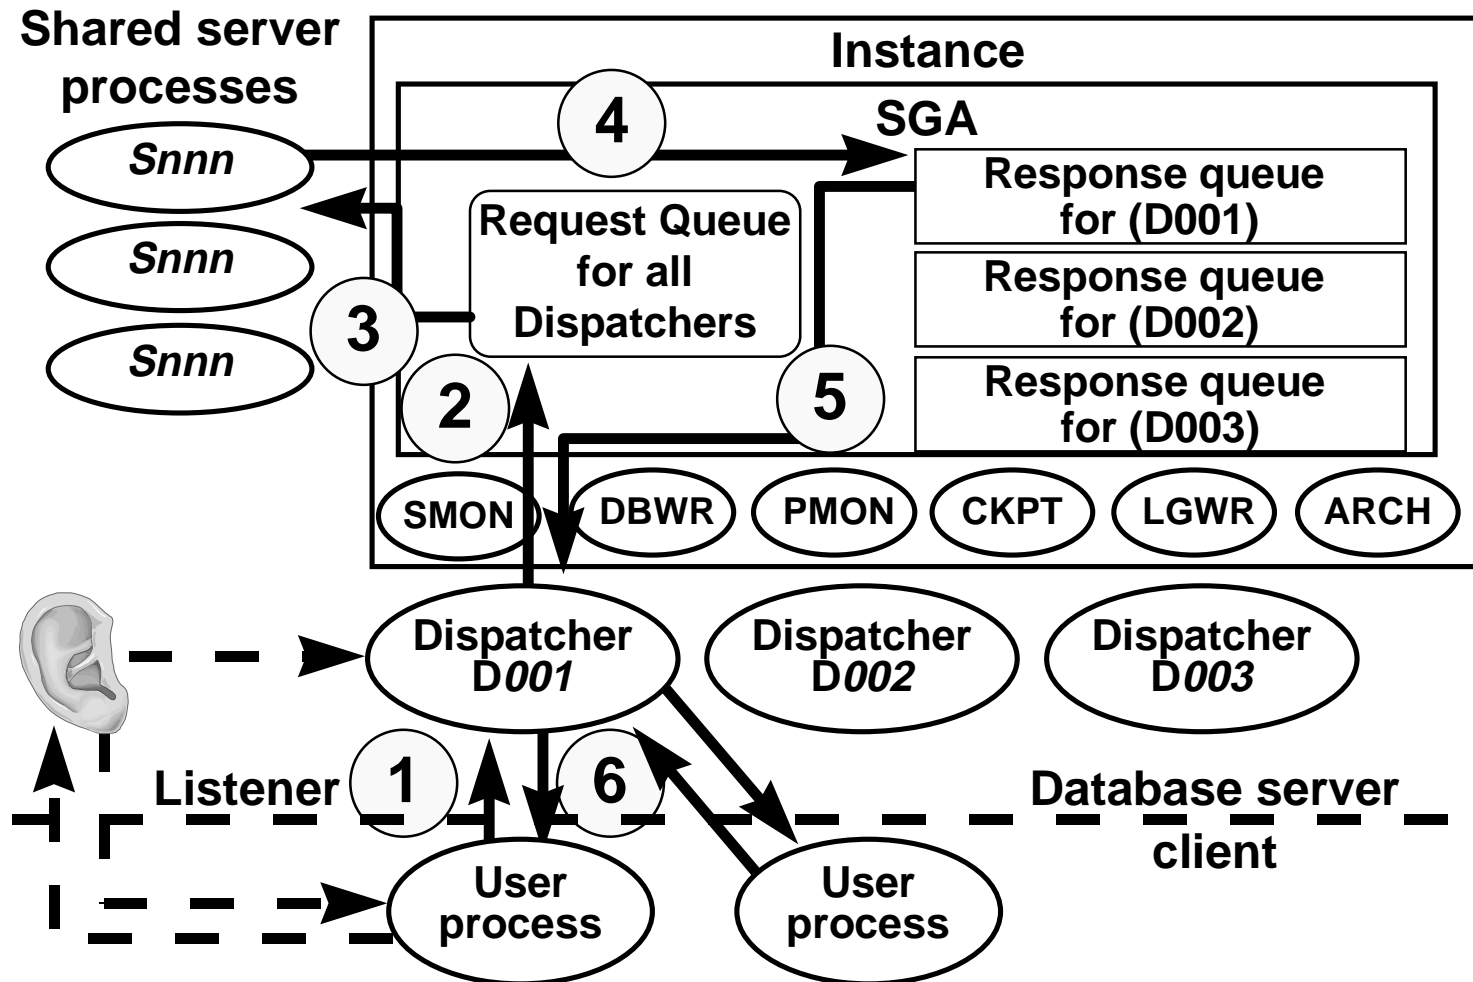 Shared server
processes
Instance
SGA
4
Snnn
Snnn
Snnn
Request Queue
for all
Dispatchers
Response queue
for (D001)
Response queue
for (D002)
Response queue
for (D003)
3
2
5
SMON
DBWR
PMON
CKPT
LGWR
ARCH
Dispatcher
D001
Dispatcher
D002
Dispatcher
D003
Listener
1
6
Database server
client
User
process
User
process